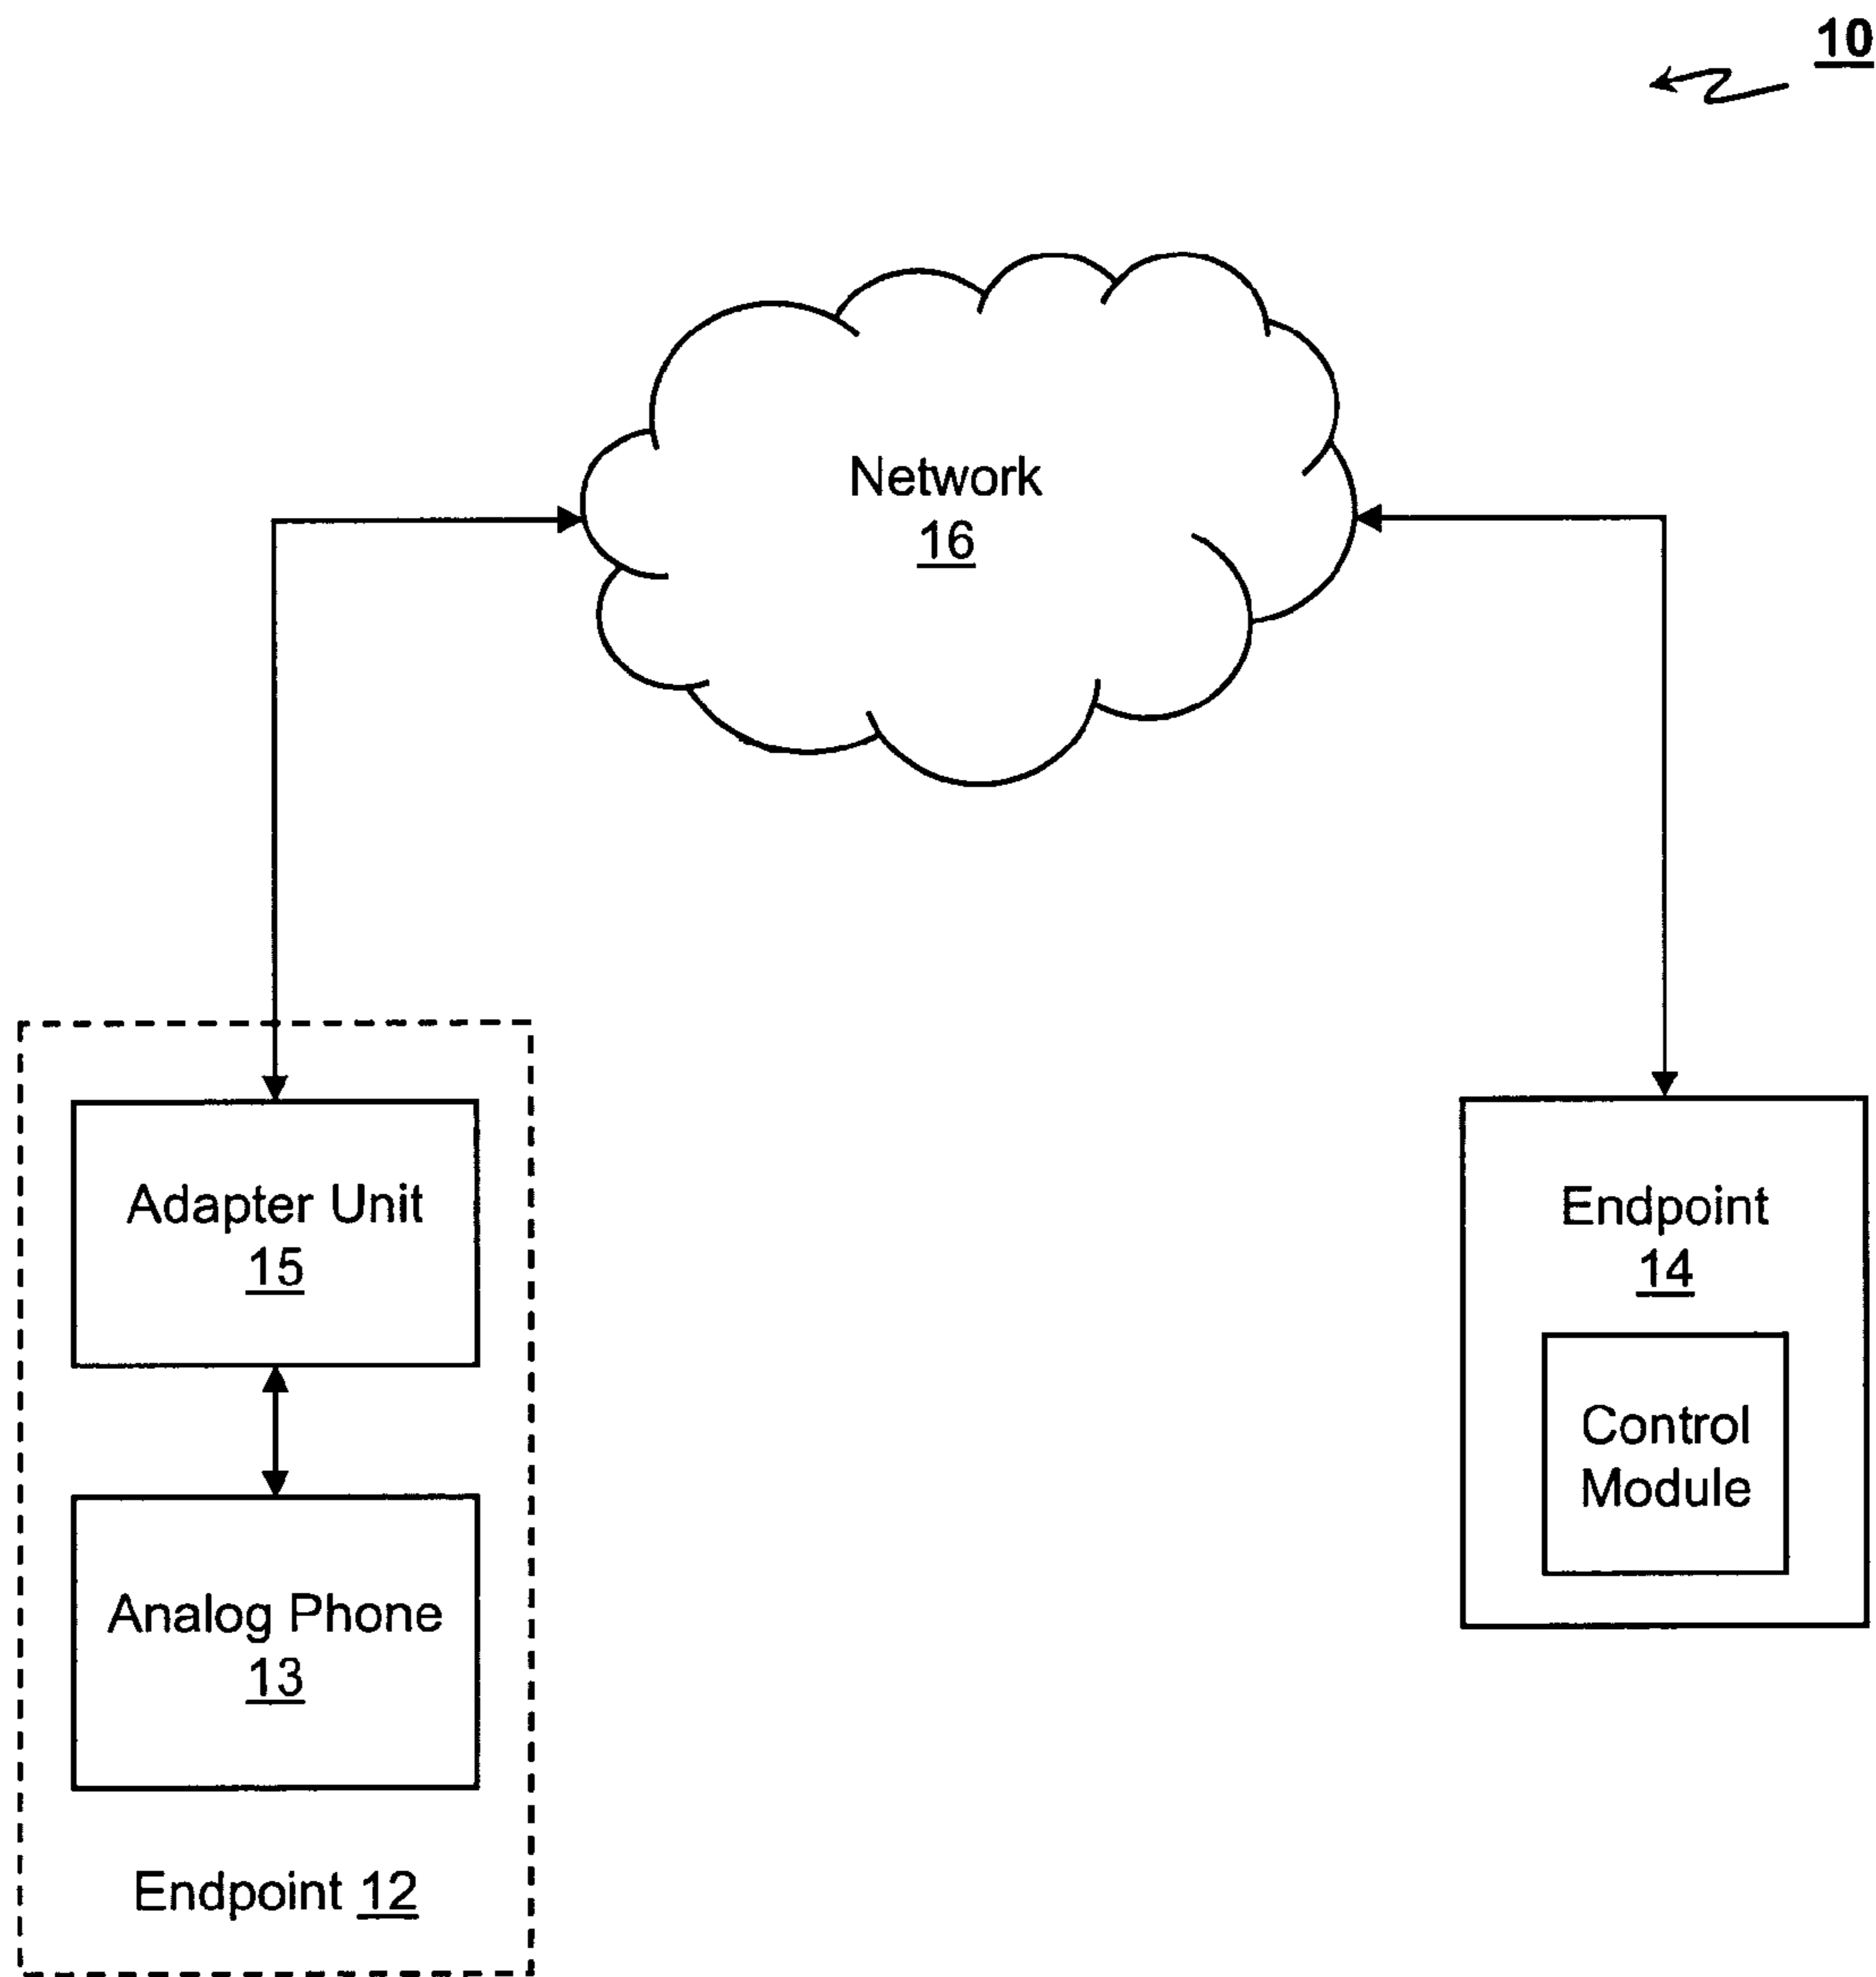 10
Network
16
Adapter Unit
15
Analog Phone
13
Endpoint 12
Endpoint
14
Control
Module